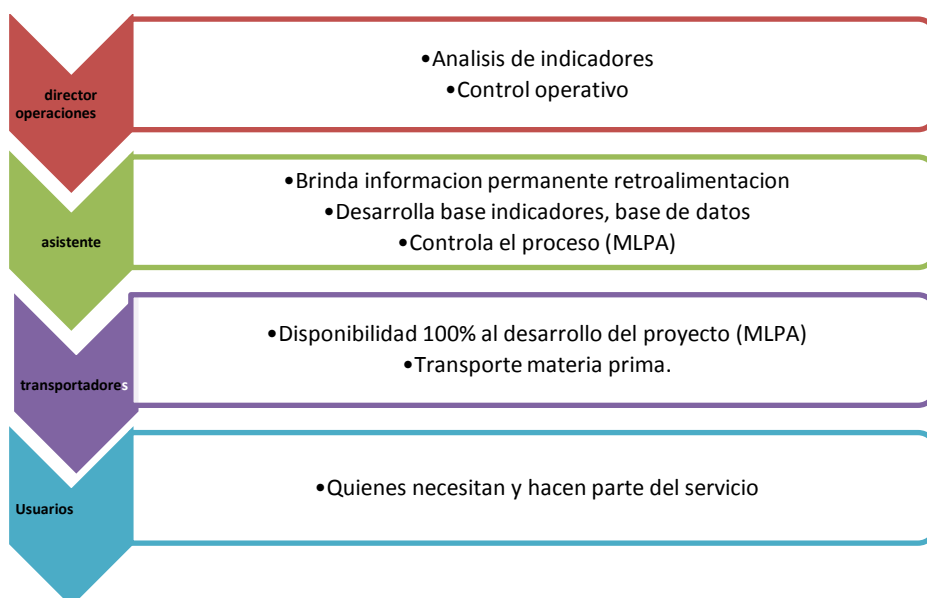 director
operaciones
•Analisis de indicadores
•Control operativo
asistente
•Brinda informacion permanente retroalimentacion
•Desarrolla base indicadores, base de datos
•Controla el proceso (MLPA)
transportadores
•Disponibilidad 100% al desarrollo del proyecto (MLPA)
•Transporte materia prima.
Usuarios
•Quienes necesitan y hacen parte del servicio